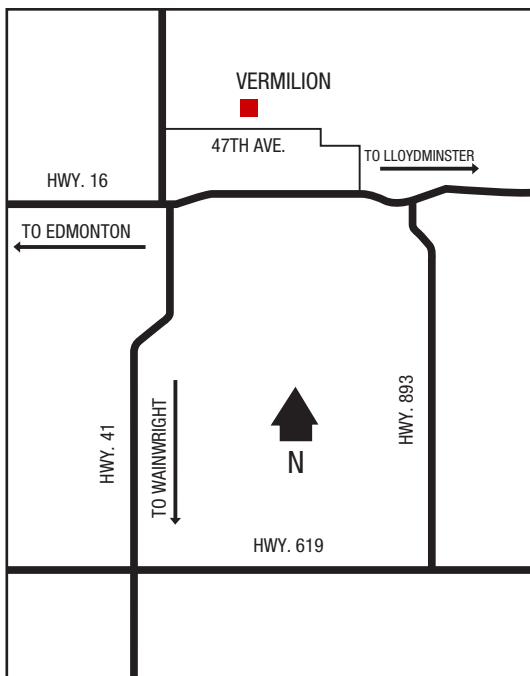 VERMILION
47TH AVE.
TO LLOYDMINSTER
HWY. 16
TO EDMONTON
HWY. 41
TO WAINWRIGHT
HWY. 893
N
HWY. 619